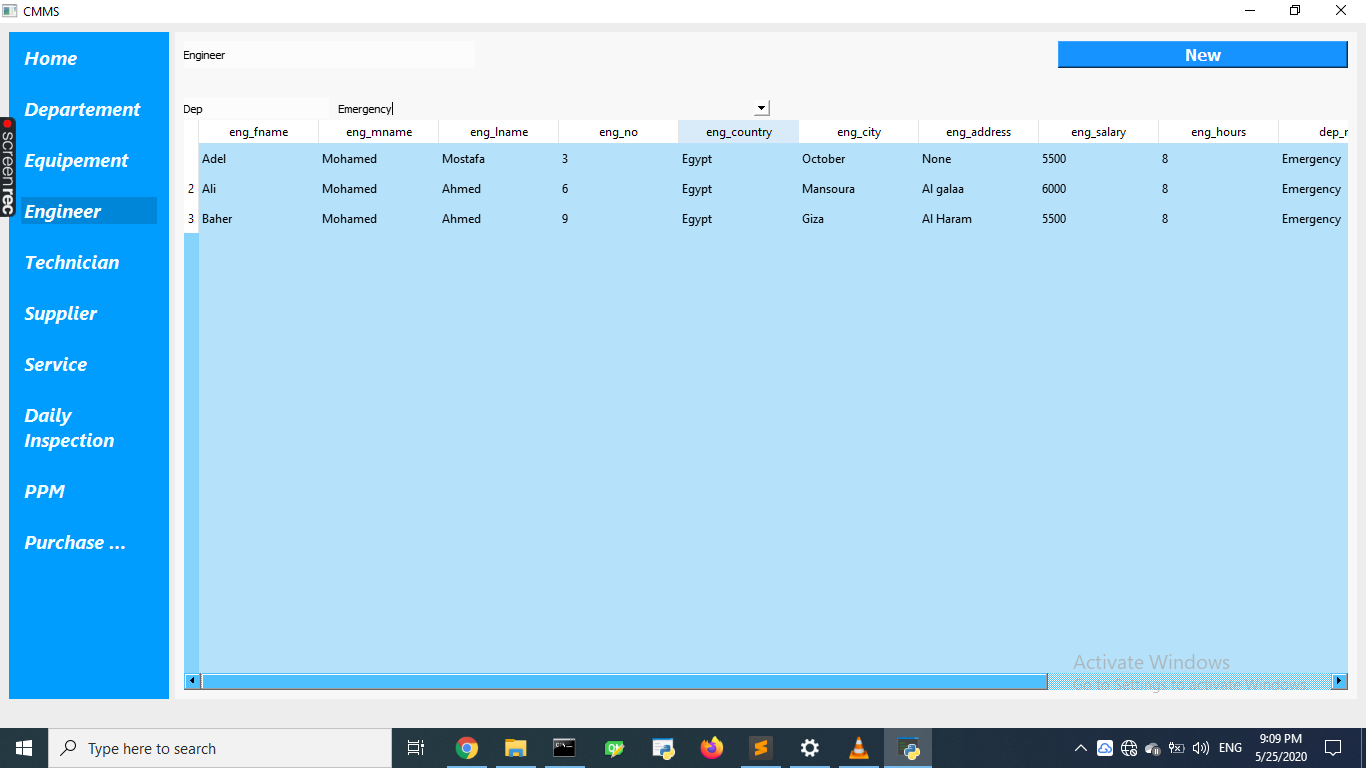 CMMS
Home
Departement
Equipement
Engineer
Technician
Supplier
Service
Daily
Inspection
PPM
Purchase ...
screenrec
Engineer
New
Dep Emergency
eng_fname eng_mname eng_lname eng_no eng_country eng_city eng_address eng_salary eng_hours dep_r
Adel Mohamed Mostafa 3 Egypt October None 5500 8 Emergency
2 Ali Mohamed Ahmed 6 Egypt Mansoura Al galaa 6000 8 Emergency
3 Baher Mohamed Ahmed 9 Egypt Giza Al Haram 5500 8 Emergency
Activate Windows
Go to Settings to activate Windows.
Type here to search
ENG
9:09 PM
5/25/2020